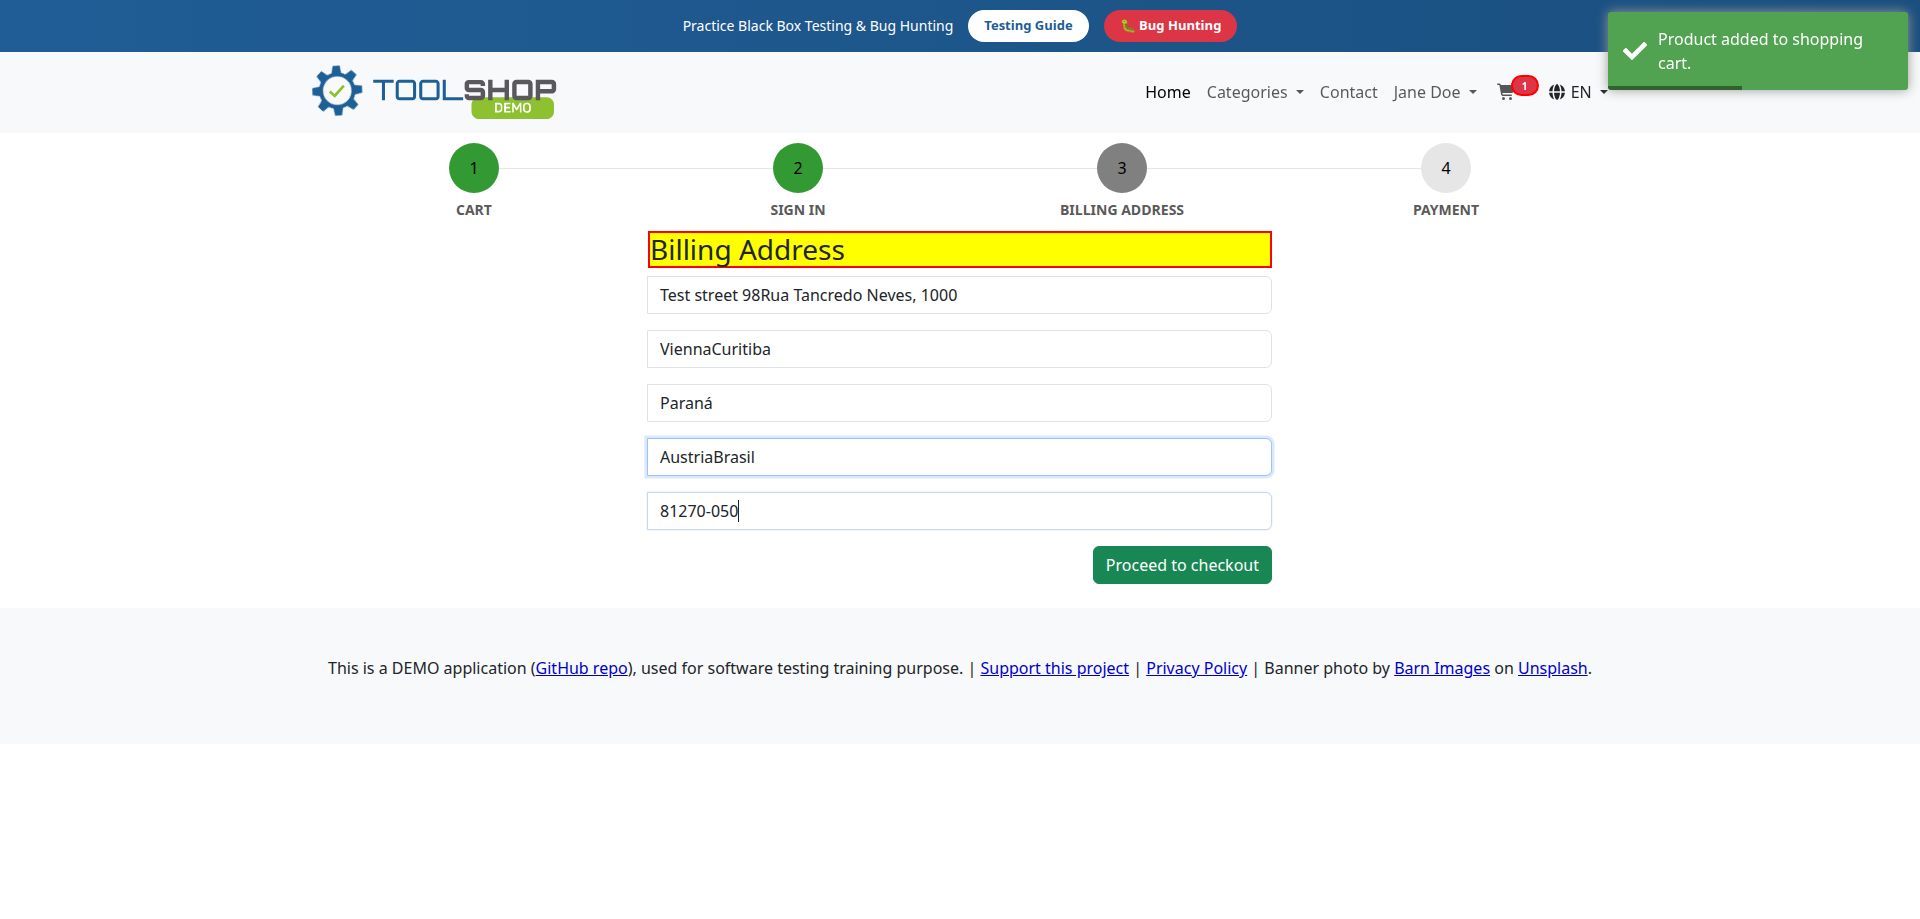 Practice Black Box Testing & Bug Hunting Testing Guide Bug Hunting
Product added to shopping
cart.
TOOLSHOP
DEMO
Home Categories Contact Jane Doe 1 EN
1 2 3 4
CART SIGN IN BILLING ADDRESS PAYMENT
Billing Address
Test street 98Rua Tancredo Neves, 1000
ViennaCuritiba
Paraná
AustriaBrasil
81270-050
Proceed to checkout
This is a DEMO application (GitHub repo), used for software testing training purpose. | Support this project | Privacy Policy | Banner photo by Barn Images on Unsplash.